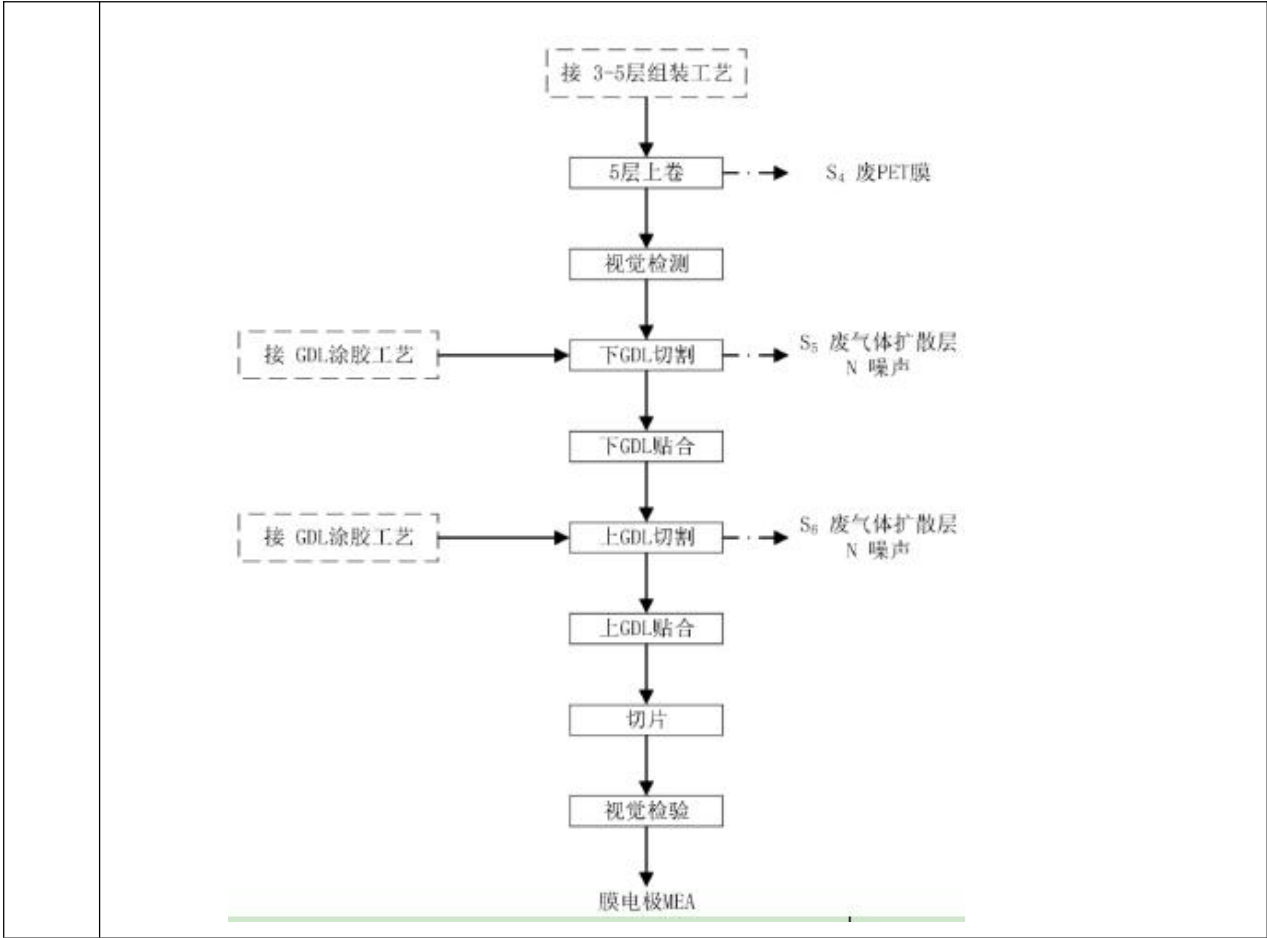 接 3-5层组装工艺
5层上卷
S₄ 废PET膜
视觉检测
接 GDL涂胶工艺
下GDL切割
S₅ 废气体扩散层
N 噪声
下GDL贴合
接 GDL涂胶工艺
上GDL切割
S₆ 废气体扩散层
N 噪声
上GDL贴合
切片
视觉检验
膜电极MEA